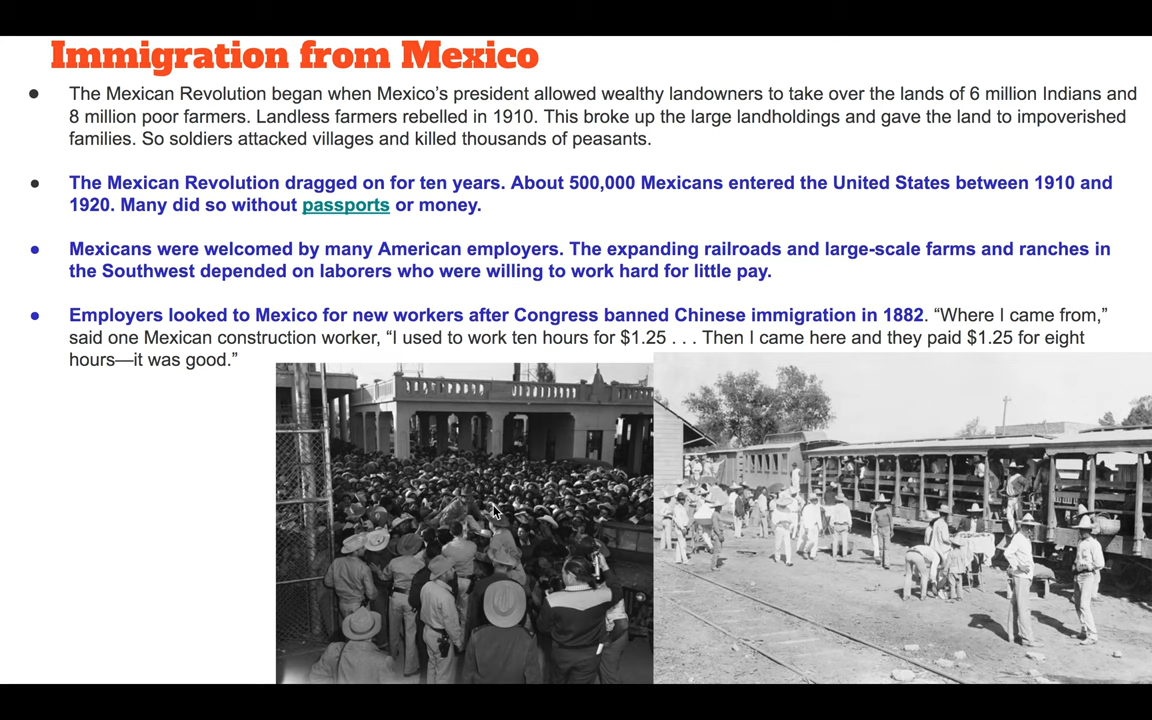 Immigration from Mexico
● The Mexican Revolution began when Mexico’s president allowed wealthy landowners to take over the lands of 6 million Indians and
8 million poor farmers. Landless farmers rebelled in 1910. This broke up the large landholdings and gave the land to impoverished
families. So soldiers attacked villages and killed thousands of peasants.
● The Mexican Revolution dragged on for ten years. About 500,000 Mexicans entered the United States between 1910 and
1920. Many did so without passports or money.
● Mexicans were welcomed by many American employers. The expanding railroads and large-scale farms and ranches in
the Southwest depended on laborers who were willing to work hard for little pay.
● Employers looked to Mexico for new workers after Congress banned Chinese immigration in 1882. “Where I came from,”
said one Mexican construction worker, “I used to work ten hours for $1.25 . . . Then I came here and they paid $1.25 for eight
hours—it was good.”